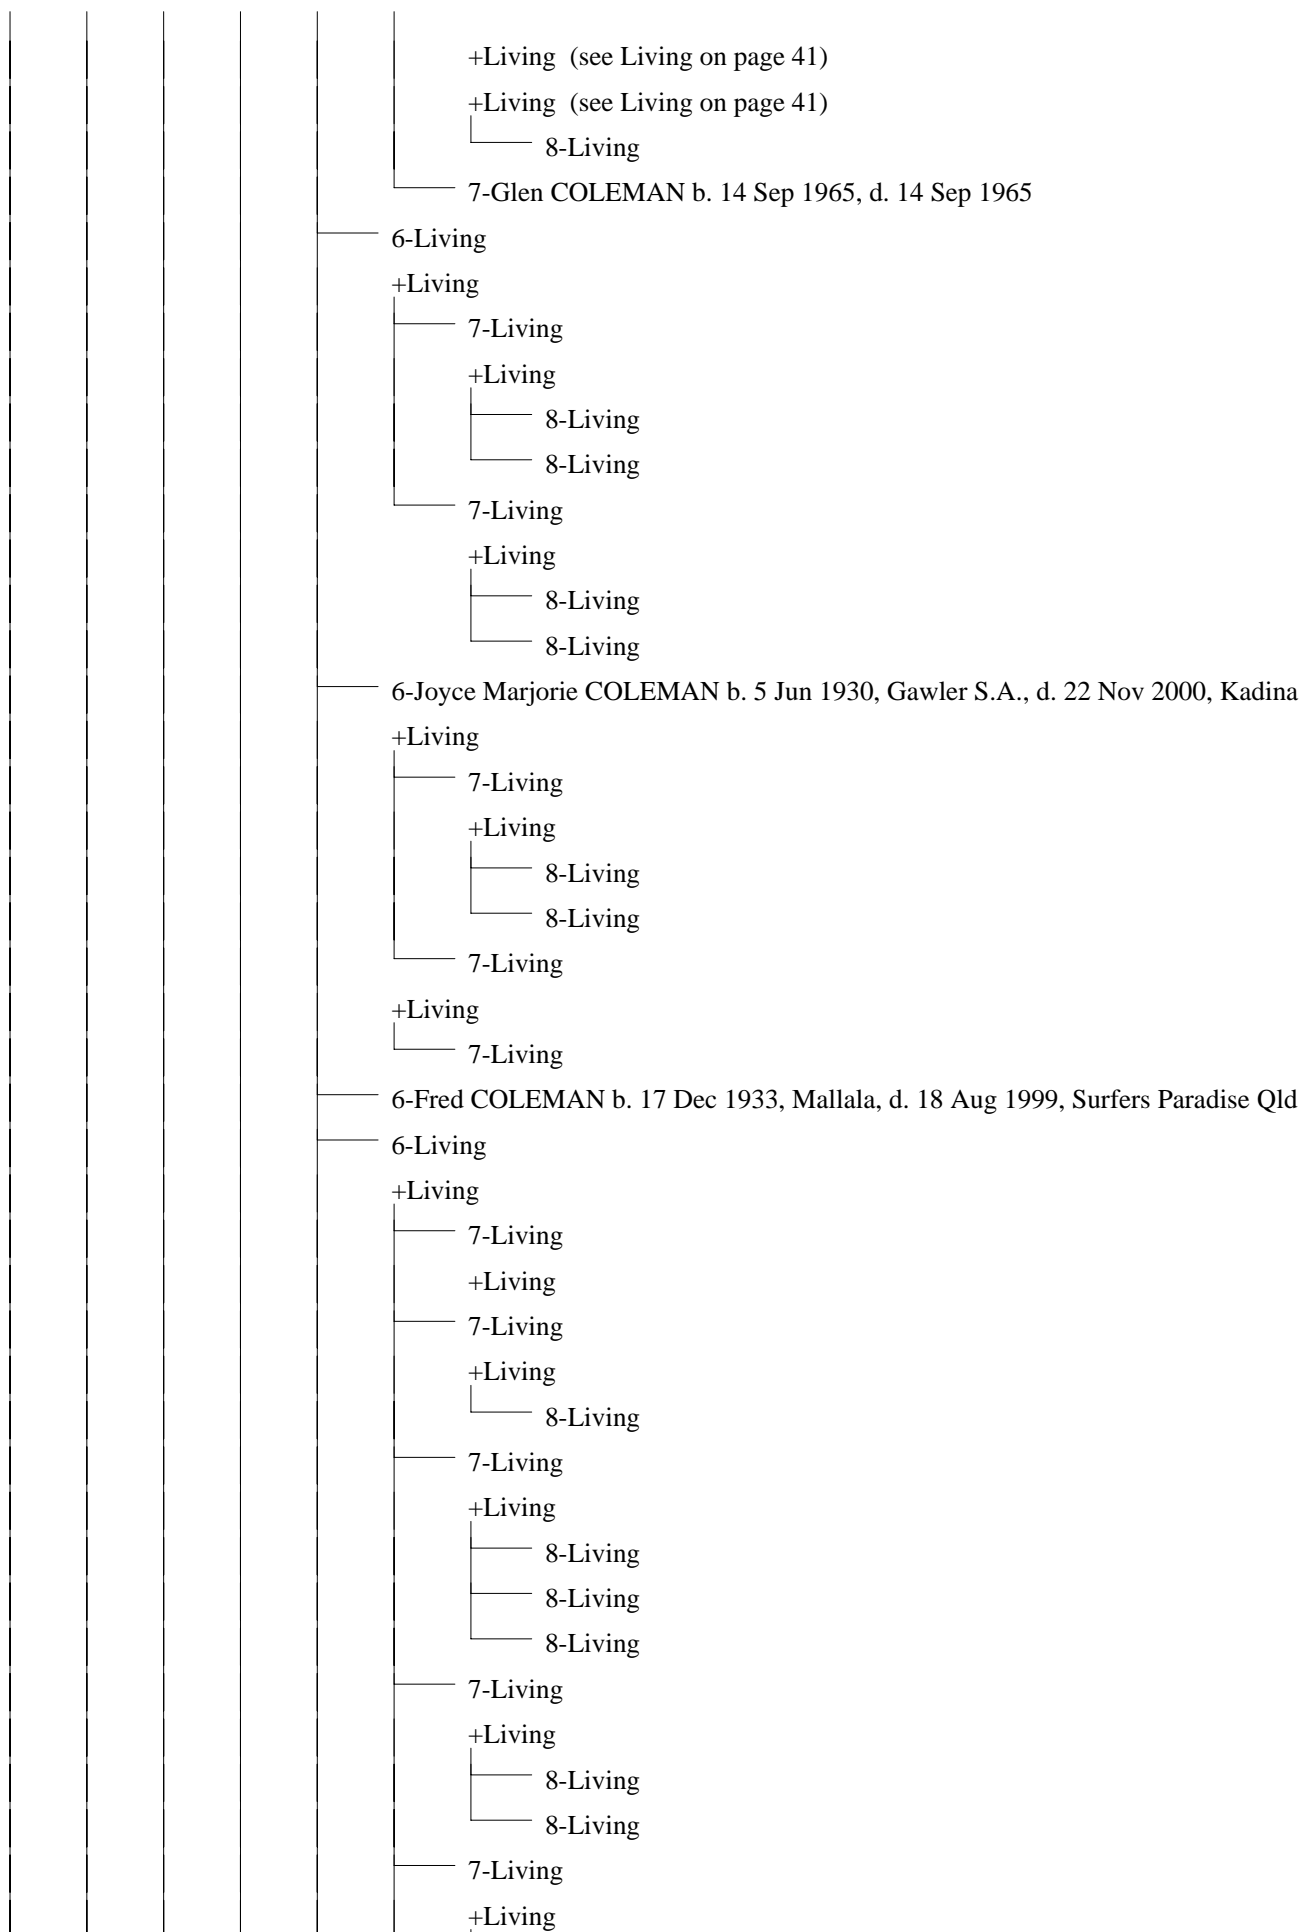 +Living  (see Living on page 41)
+Living  (see Living on page 41)
8-Living
7-Glen COLEMAN b. 14 Sep 1965, d. 14 Sep 1965
6-Living
+Living
7-Living
+Living
8-Living
8-Living
7-Living
+Living
8-Living
8-Living
6-Joyce Marjorie COLEMAN b. 5 Jun 1930, Gawler S.A., d. 22 Nov 2000, Kadina
+Living
7-Living
+Living
8-Living
8-Living
7-Living
+Living
7-Living
6-Fred COLEMAN b. 17 Dec 1933, Mallala, d. 18 Aug 1999, Surfers Paradise Qld
6-Living
+Living
7-Living
+Living
7-Living
+Living
8-Living
7-Living
+Living
8-Living
8-Living
8-Living
7-Living
+Living
8-Living
8-Living
7-Living
+Living